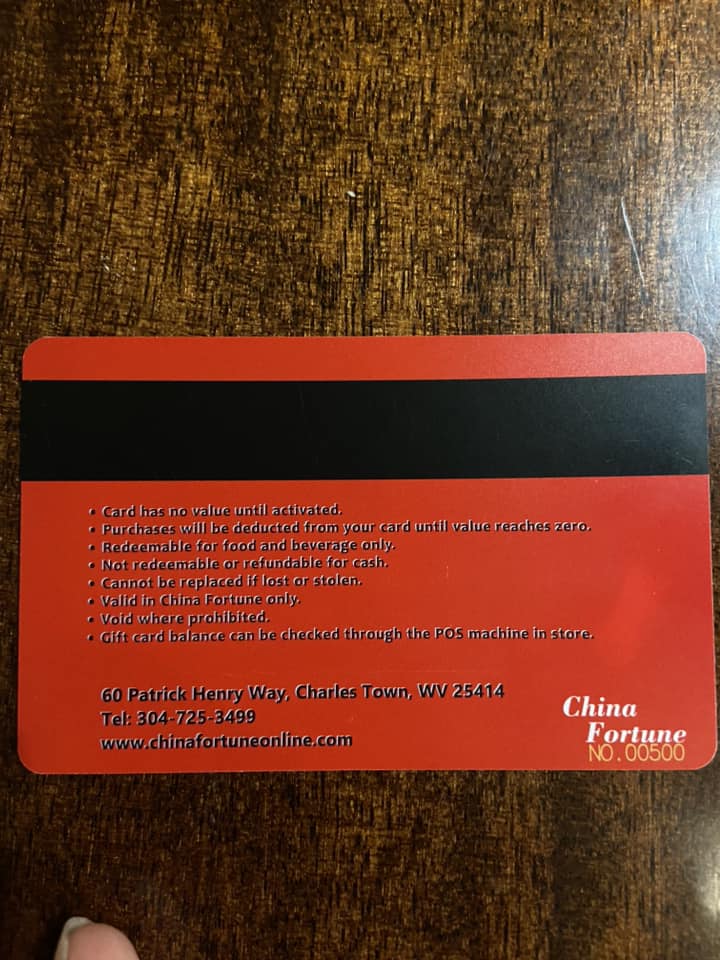 • Card has no value until activated.
• Purchases will be deducted from your card until value reaches zero.
• Redeemable for food and beverage only.
• Not redeemable or refundable for cash.
• Cannot be replaced if lost or stolen.
• Valid in China Fortune only.
• Void where prohibited.
• Gift card balance can be checked through the POS machine in store.
60 Patrick Henry Way, Charles Town, WV 25414
Tel: 304-725-3499
www.chinafortuneonline.com
China
Fortune
NO.00500